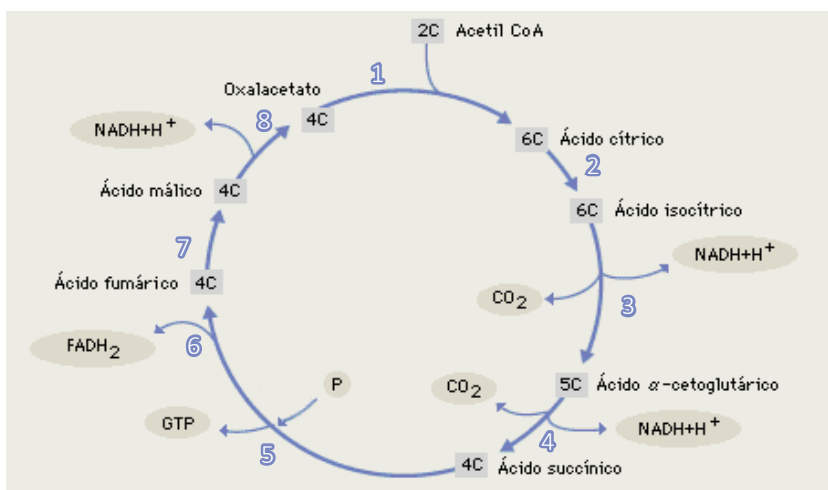 2C Acetil CoA
1
Oxalacetato
4C
8
NADH+H+
6C Ácido cítrico
2
Ácido málico 4C
6C Ácido isocítrico
7
NADH+H+
Ácido fumárico 4C
CO2
3
6
FADH2
5C Ácido α-cetoglutárico
P
CO2
GTP
NADH+H+
4
5
4C Ácido succínico